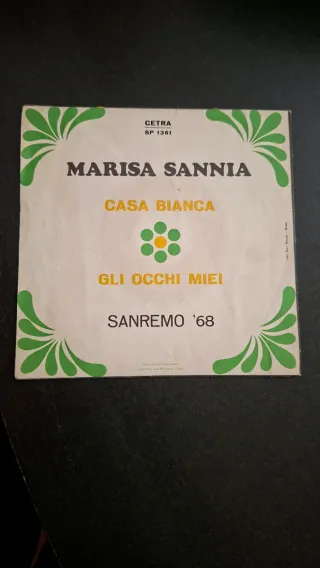 CETRA
SP 1361
MARISA SANNIA
CASA BIANCA
GLI OCCHI MIEI
SANREMO '68